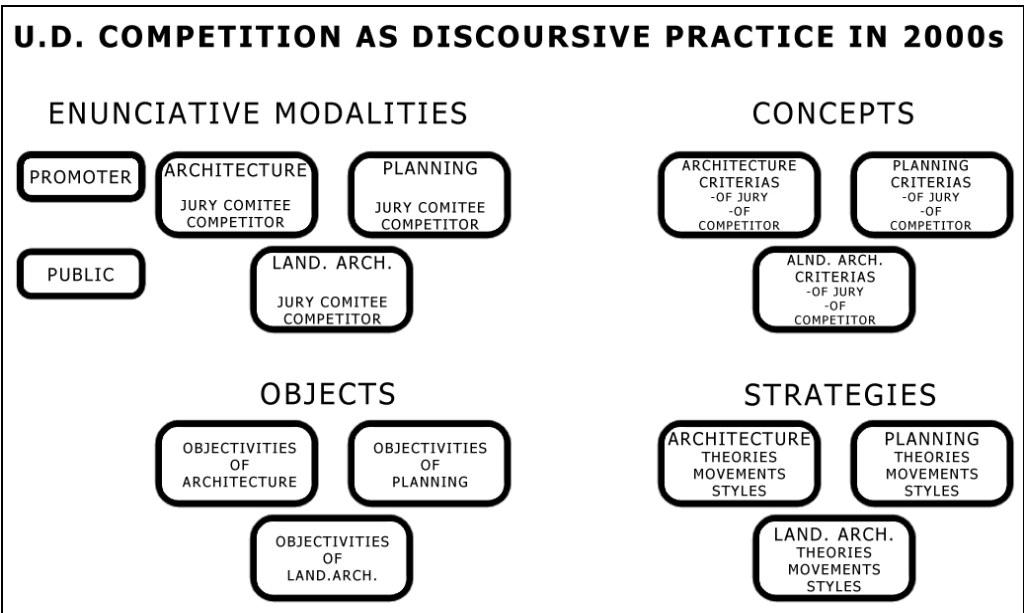 U.D. COMPETITION AS DISCOURSIVE PRACTICE IN 2000s
ENUNCIATIVE MODALITIES
PROMOTER
ARCHITECTURE
JURY COMITEE
COMPETITOR
PLANNING
JURY COMITEE
COMPETITOR
PUBLIC
LAND. ARCH.
JURY COMITEE
COMPETITOR
CONCEPTS
ARCHITECTURE
CRITERIAS
-OF JURY
-OF
COMPETITOR
PLANNING
CRITERIAS
-OF JURY
-OF
COMPETITOR
ALND. ARCH.
CRITERIAS
-OF JURY
-OF
COMPETITOR
OBJECTS
OBJECTIVITIES
OF
ARCHITECTURE
OBJECTIVITIES
OF
PLANNING
OBJECTIVITIES
OF
LAND.ARCH.
STRATEGIES
ARCHITECTURE
THEORIES
MOVEMENTS
STYLES
PLANNING
THEORIES
MOVEMENTS
STYLES
LAND. ARCH.
THEORIES
MOVEMENTS
STYLES